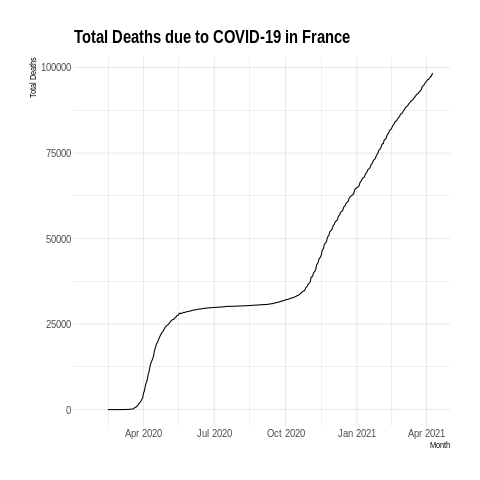 Total Deaths due to COVID-19 in France
Total Deaths
100000
75000
50000
25000
0
Apr 2020 Jul 2020 Oct 2020 Jan 2021 Apr 2021
Month